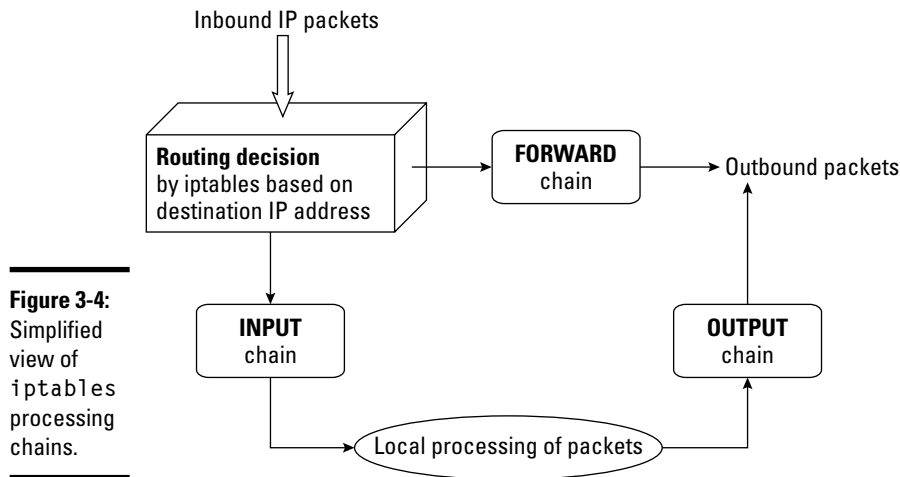 Inbound IP packets
Routing decision
by iptables based on
destination IP address
FORWARD
chain
Outbound packets
INPUT
chain
OUTPUT
chain
Local processing of packets
Figure 3-4:
Simplified
view of
iptables
processing
chains.